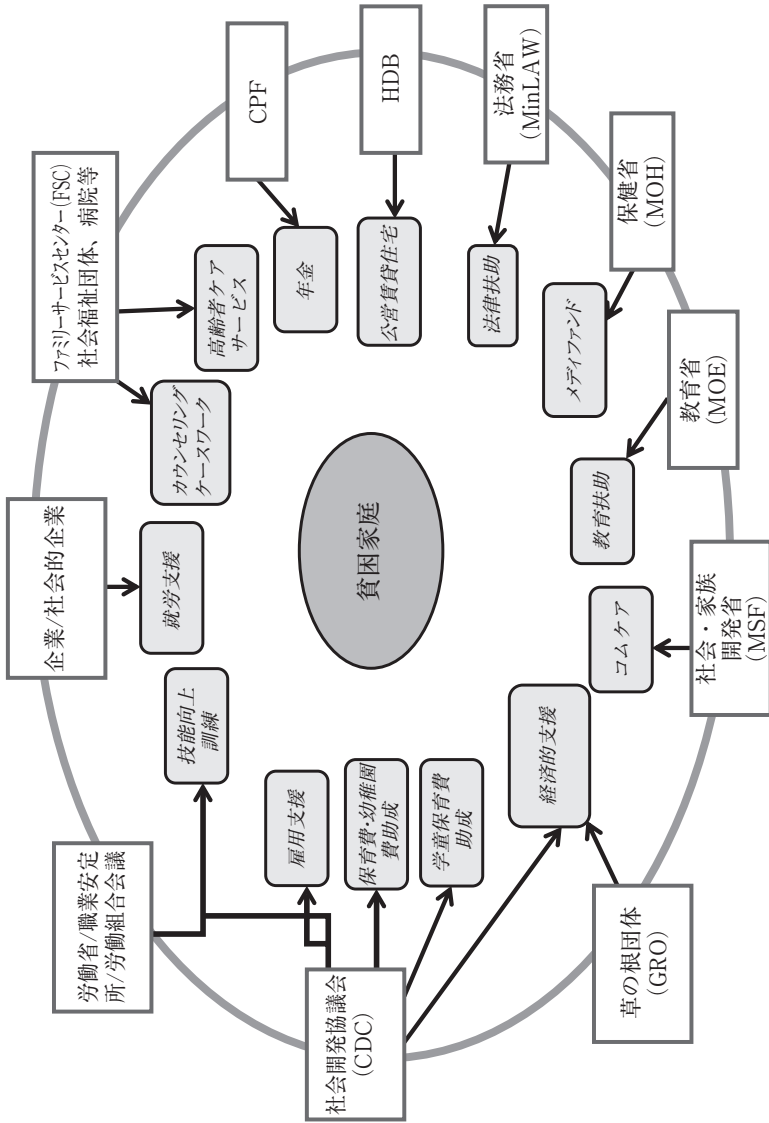 労働省/職業安定
所/労働組合会議
企業/社会的企業
ファミリーサービスセンター(FSC)
社会福祉団体、病院等
CPF
HDB
法務省
(MinLAW)
保健省
(MOH)
教育省
(MOE)
社会・家族
開発省
(MSF)
草の根団体
(GRO)
社会開発協議会
(CDC)
技能向上
訓練
就労支援
カウンセリング
ケースワーク
高齢者ケア
サービス
年金
公営賃貸住宅
法律扶助
メディファンド
教育扶助
コムケア
経済的支援
学童保育費
助成
保育費・幼稚園
費助成
雇用支援
貧困家庭